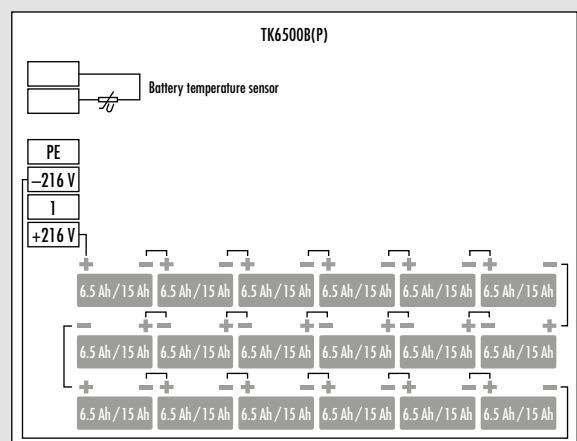 TK6500B(P)
Battery temperature sensor
PE
–216 V
1
+216 V
+ – + – + – + – + – + –
6.5 Ah/15 Ah 6.5 Ah/15 Ah 6.5 Ah/15 Ah 6.5 Ah/15 Ah 6.5 Ah/15 Ah 6.5 Ah/15 Ah
– + – + – + – + – + – +
6.5 Ah/15 Ah 6.5 Ah/15 Ah 6.5 Ah/15 Ah 6.5 Ah/15 Ah 6.5 Ah/15 Ah 6.5 Ah/15 Ah
+ – + – + – + – + – + –
6.5 Ah/15 Ah 6.5 Ah/15 Ah 6.5 Ah/15 Ah 6.5 Ah/15 Ah 6.5 Ah/15 Ah 6.5 Ah/15 Ah